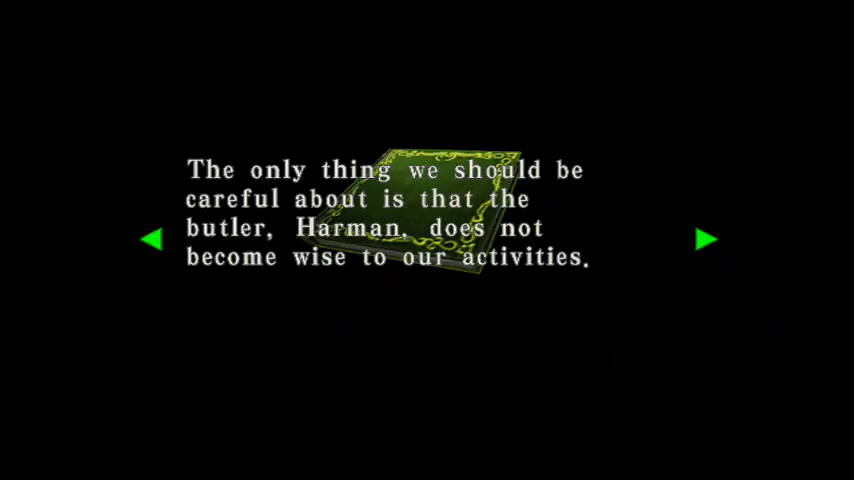 The only thing we should be
careful about is that the
butler, Harman, does not
become wise to our activities.